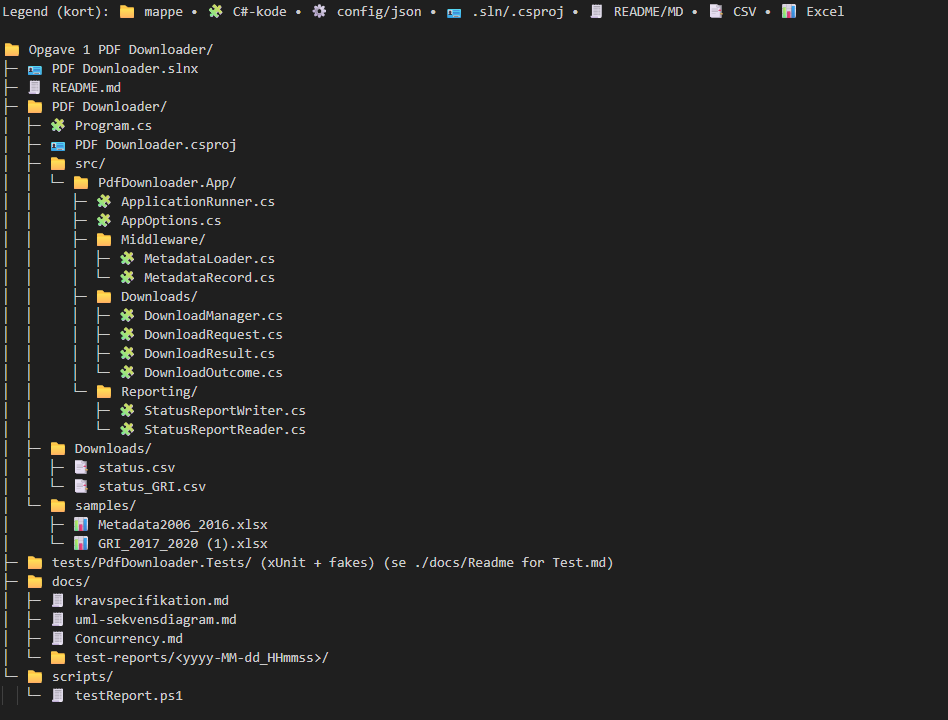 Legend (kort): 📁 mappe • 🧩 C#-kode • ⚙️ config/json • 🪪 .sln/.csproj • 🧾 README/MD • 📑 CSV • 📊 Excel
📁 Opgave 1 PDF Downloader/
├─ 🪪 PDF Downloader.slnx
├─ 🧾 README.md
├─ 📁 PDF Downloader/
│  ├─ 🧩 Program.cs
│  ├─ 🪪 PDF Downloader.csproj
│  ├─ 📁 src/
│  │  └─ 📁 PdfDownloader.App/
│  │     ├─ 🧩 ApplicationRunner.cs
│  │     ├─ 🧩 AppOptions.cs
│  │     ├─ 📁 Middleware/
│  │     │  ├─ 🧩 MetadataLoader.cs
│  │     │  └─ 🧩 MetadataRecord.cs
│  │     ├─ 📁 Downloads/
│  │     │  ├─ 🧩 DownloadManager.cs
│  │     │  ├─ 🧩 DownloadRequest.cs
│  │     │  ├─ 🧩 DownloadResult.cs
│  │     │  └─ 🧩 DownloadOutcome.cs
│  │     └─ 📁 Reporting/
│  │        ├─ 🧩 StatusReportWriter.cs
│  │        └─ 🧩 StatusReportReader.cs
│  ├─ 📁 Downloads/
│  │  ├─ 📑 status.csv
│  │  └─ 📑 status_GRI.csv
│  └─ 📁 samples/
│     ├─ 📊 Metadata2006_2016.xlsx
│     └─ 📊 GRI_2017_2020 (1).xlsx
├─ 📁 tests/PdfDownloader.Tests/ (xUnit + fakes) (se ./docs/Readme for Test.md)
├─ 📁 docs/
│  ├─ 🧾 kravspecifikation.md
│  ├─ 🧾 uml-sekvensdiagram.md
│  ├─ 🧾 Concurrency.md
│  └─ 📁 test-reports/<yyyy-MM-dd_HHmmss>/
└─ 📁 scripts/
   └─ 🧾 testReport.ps1